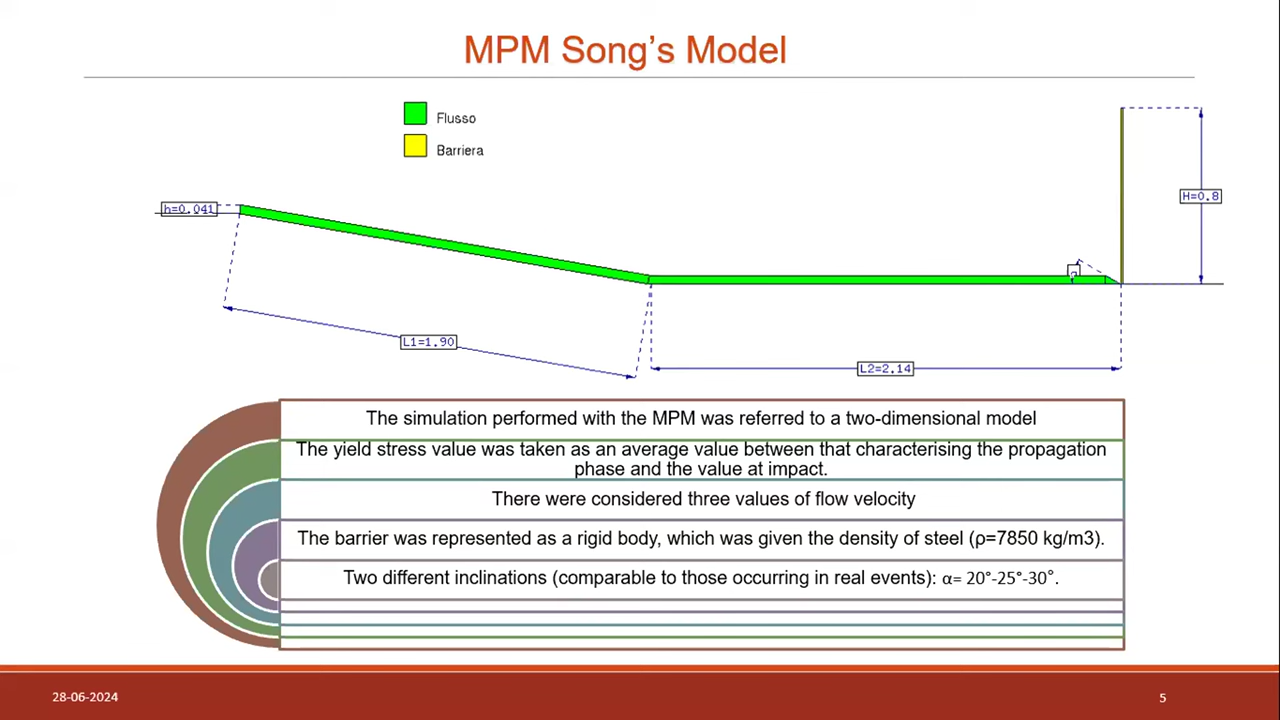 MPM Song's Model
Flusso
Barriera
h=0.041
H=0.8
L1=1.90
L2=2.14
The simulation performed with the MPM was referred to a two-dimensional model
The yield stress value was taken as an average value between that characterising the propagation
phase and the value at impact.
There were considered three values of flow velocity
The barrier was represented as a rigid body, which was given the density of steel (ρ=7850 kg/m3).
Two different inclinations (comparable to those occurring in real events): α= 20°-25°-30°.
28-06-2024
5